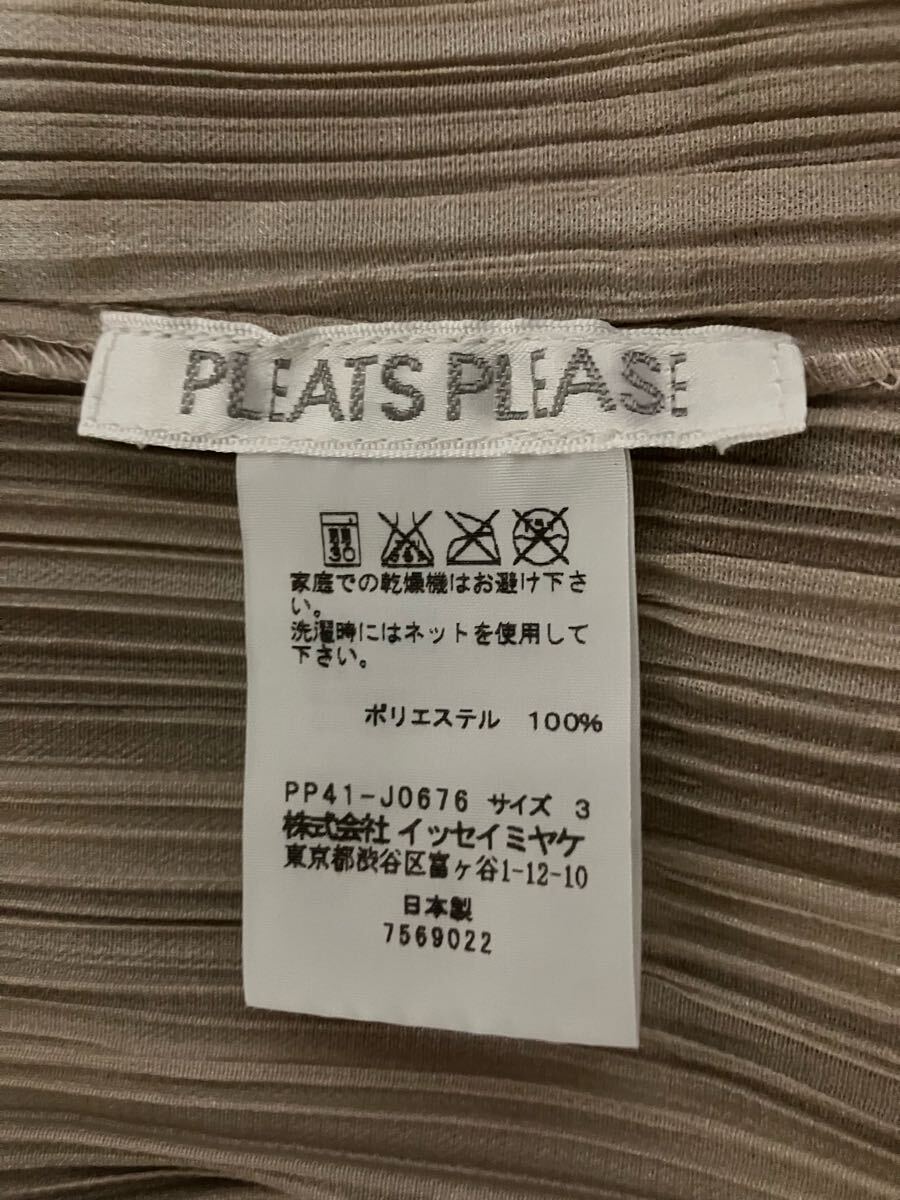 PLEATS PLEASE
30
家庭での乾燥機はお避け下さ
い。
洗濯時にはネットを使用して
下さい。
ポリエステル 100%
PP41-J0676 サイズ 3
株式会社 イッセイミヤケ
東京都渋谷区富ヶ谷1-12-10
日本製
7569022